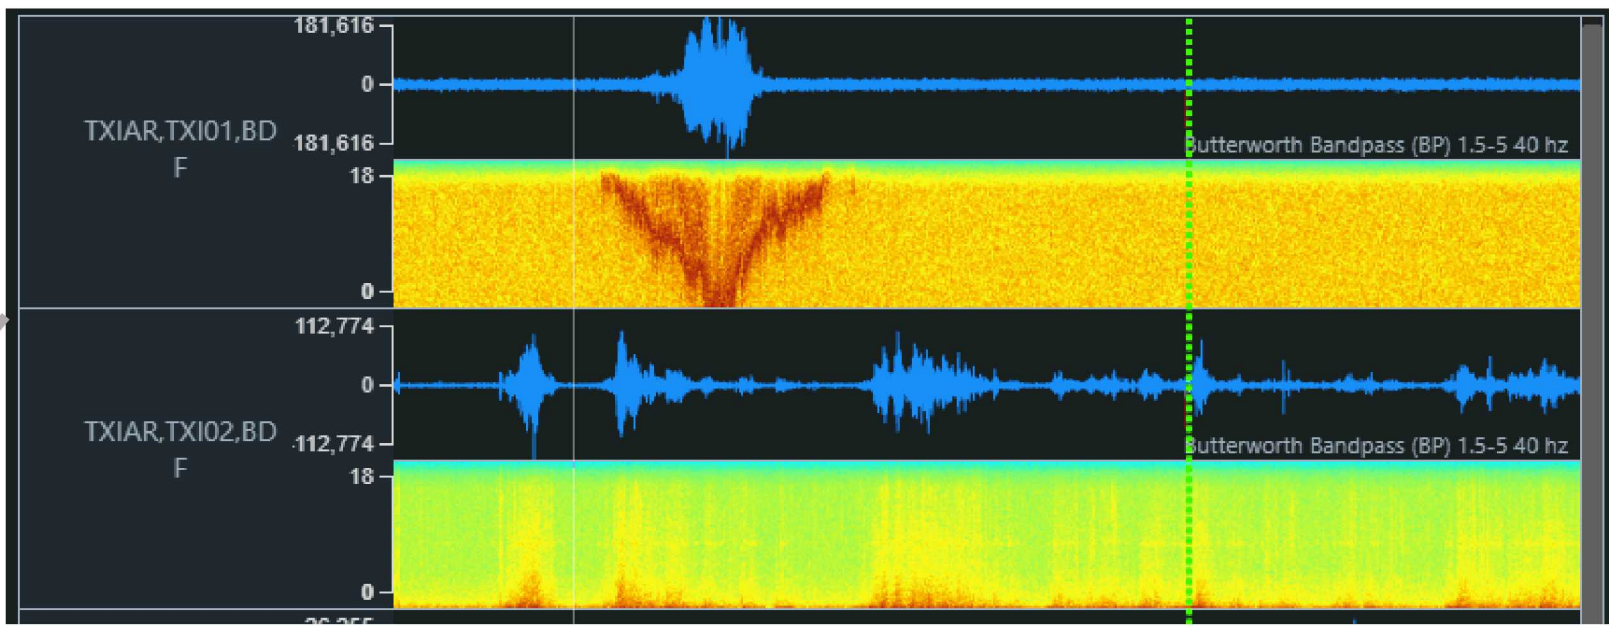 181,616
0
TXIAR,TXI01,BD
F
181,616
Butterworth Bandpass (BP) 1.5-5 40 hz
18
0
112,774
0
TXIAR,TXI02,BD
F
-112,774
Butterworth Bandpass (BP) 1.5-5 40 hz
18
0